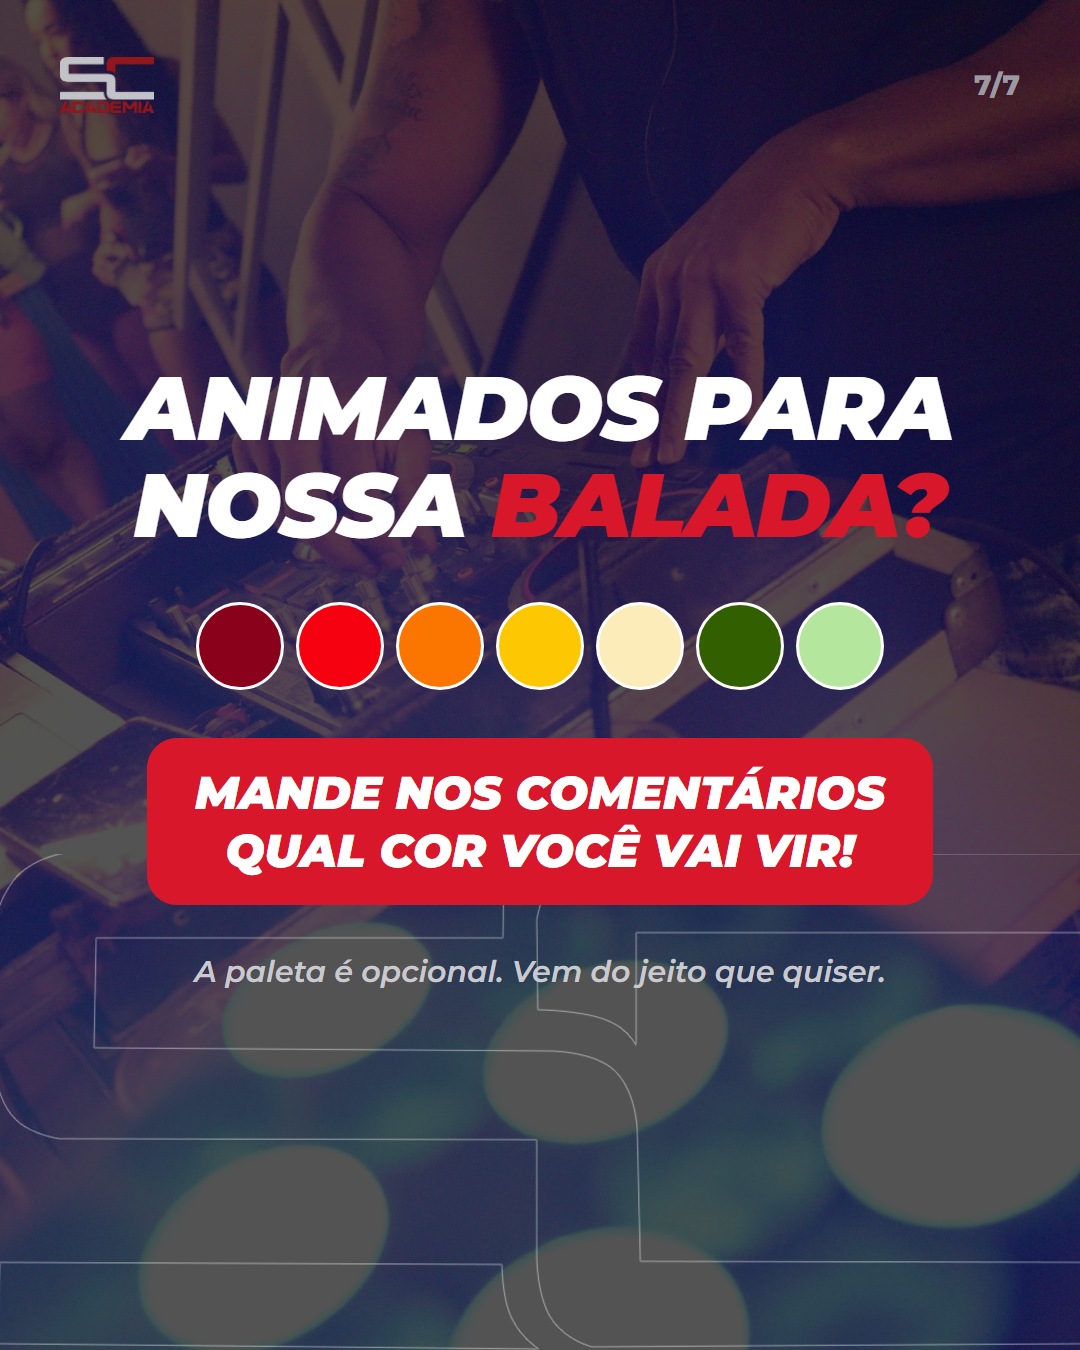 SC
ACADEMIA
7/7
ANIMADOS PARA
NOSSA BALADA?
MANDE NOS COMENTÁRIOS
QUAL COR VOCÊ VAI VIR!
A paleta é opcional. Vem do jeito que quiser.